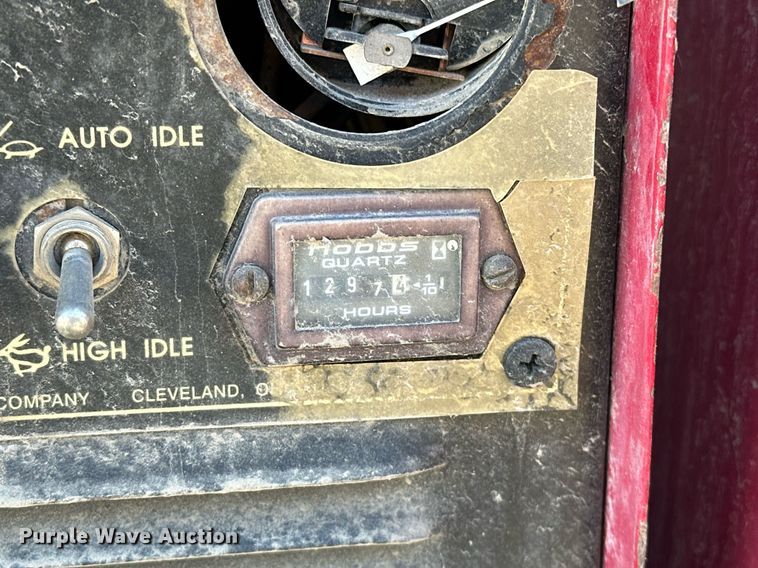 AUTO IDLE
Hobbs
QUARTZ
1 2 9 7 4 1/10
HOURS
HIGH IDLE
COMPANY CLEVELAND,
Purple Wave Auction